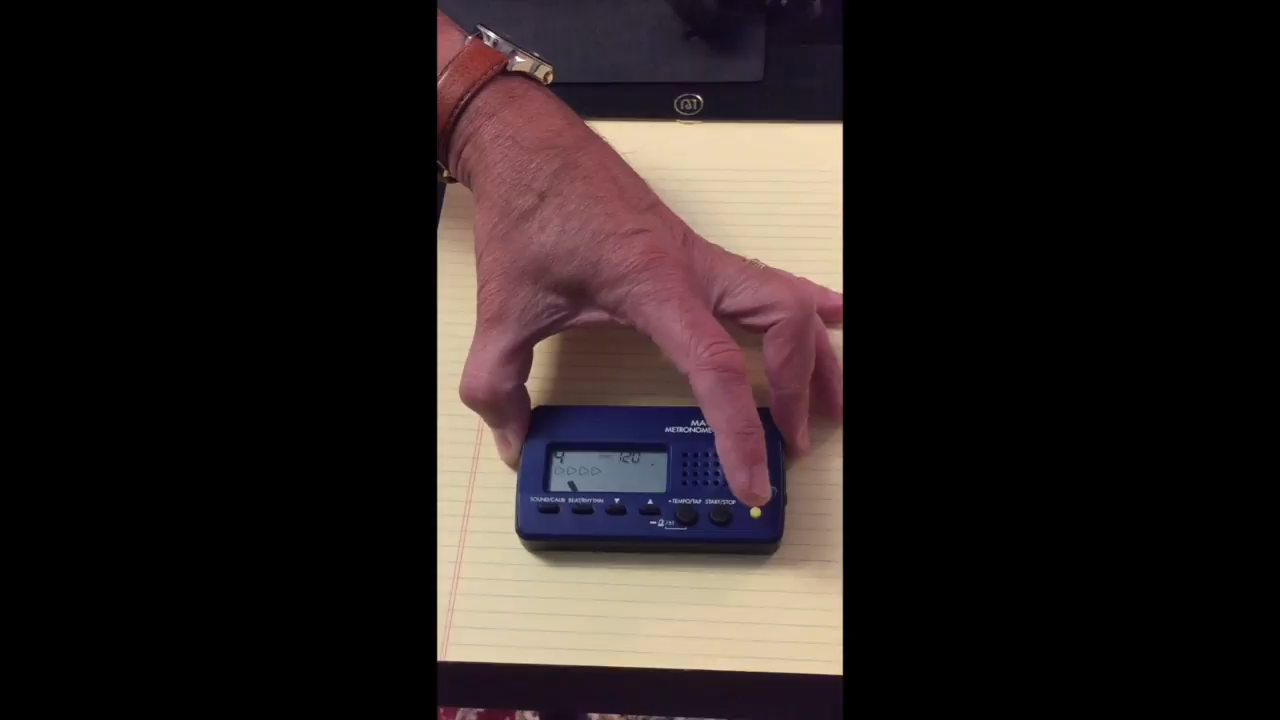 METRONOME
4 120
SOUND/CALIB BEAT/RHYTHM ▼ ▲ •TEMPO/TAP START/STOP